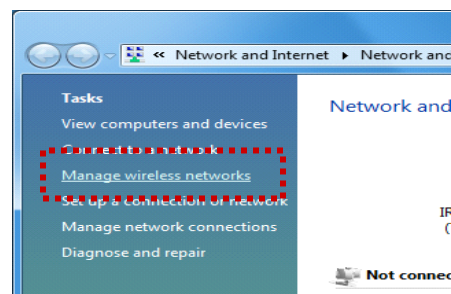 « Network and Internet ▸ Network and
Tasks
View computers and devices
Connect to a network
Manage wireless networks
Set up a connection or network
Manage network connections
Diagnose and repair
Network and
(
Not connec